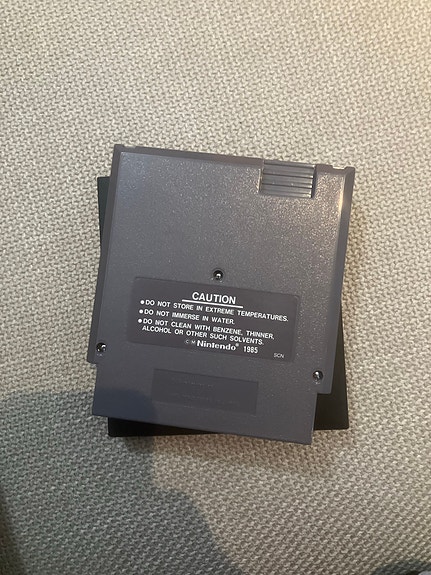 CAUTION
●DO NOT STORE IN EXTREME TEMPERATURES.
●DO NOT IMMERSE IN WATER.
●DO NOT CLEAN WITH BENZENE, THINNER,
ALCOHOL OR OTHER SUCH SOLVENTS.
© M Nintendo® 1985 SCN